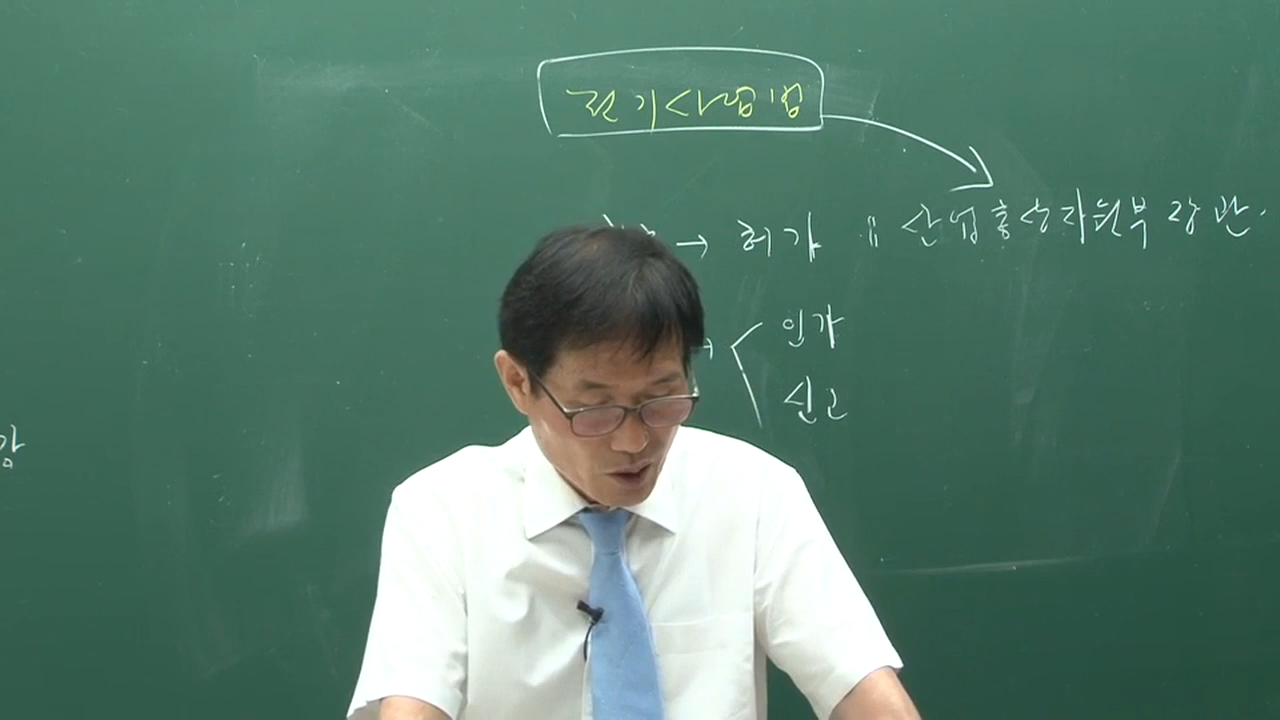 전기사업법
→ 허가 " 산업통상자원부장관.
→ 인가
신고